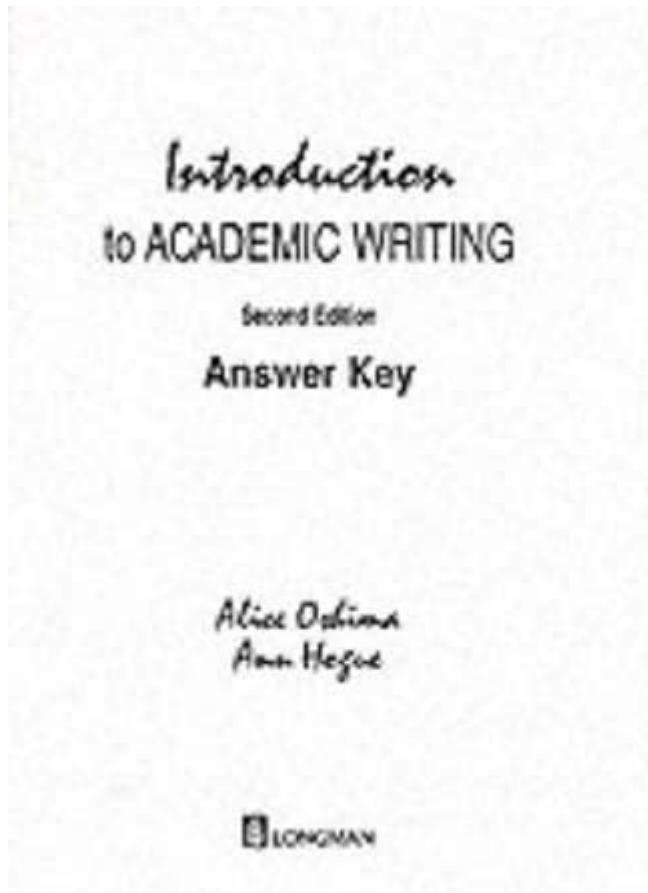 Introduction
to ACADEMIC WRITING
Second Edition
Answer Key
Alice Oshima
Ann Hogue
LONGMAN